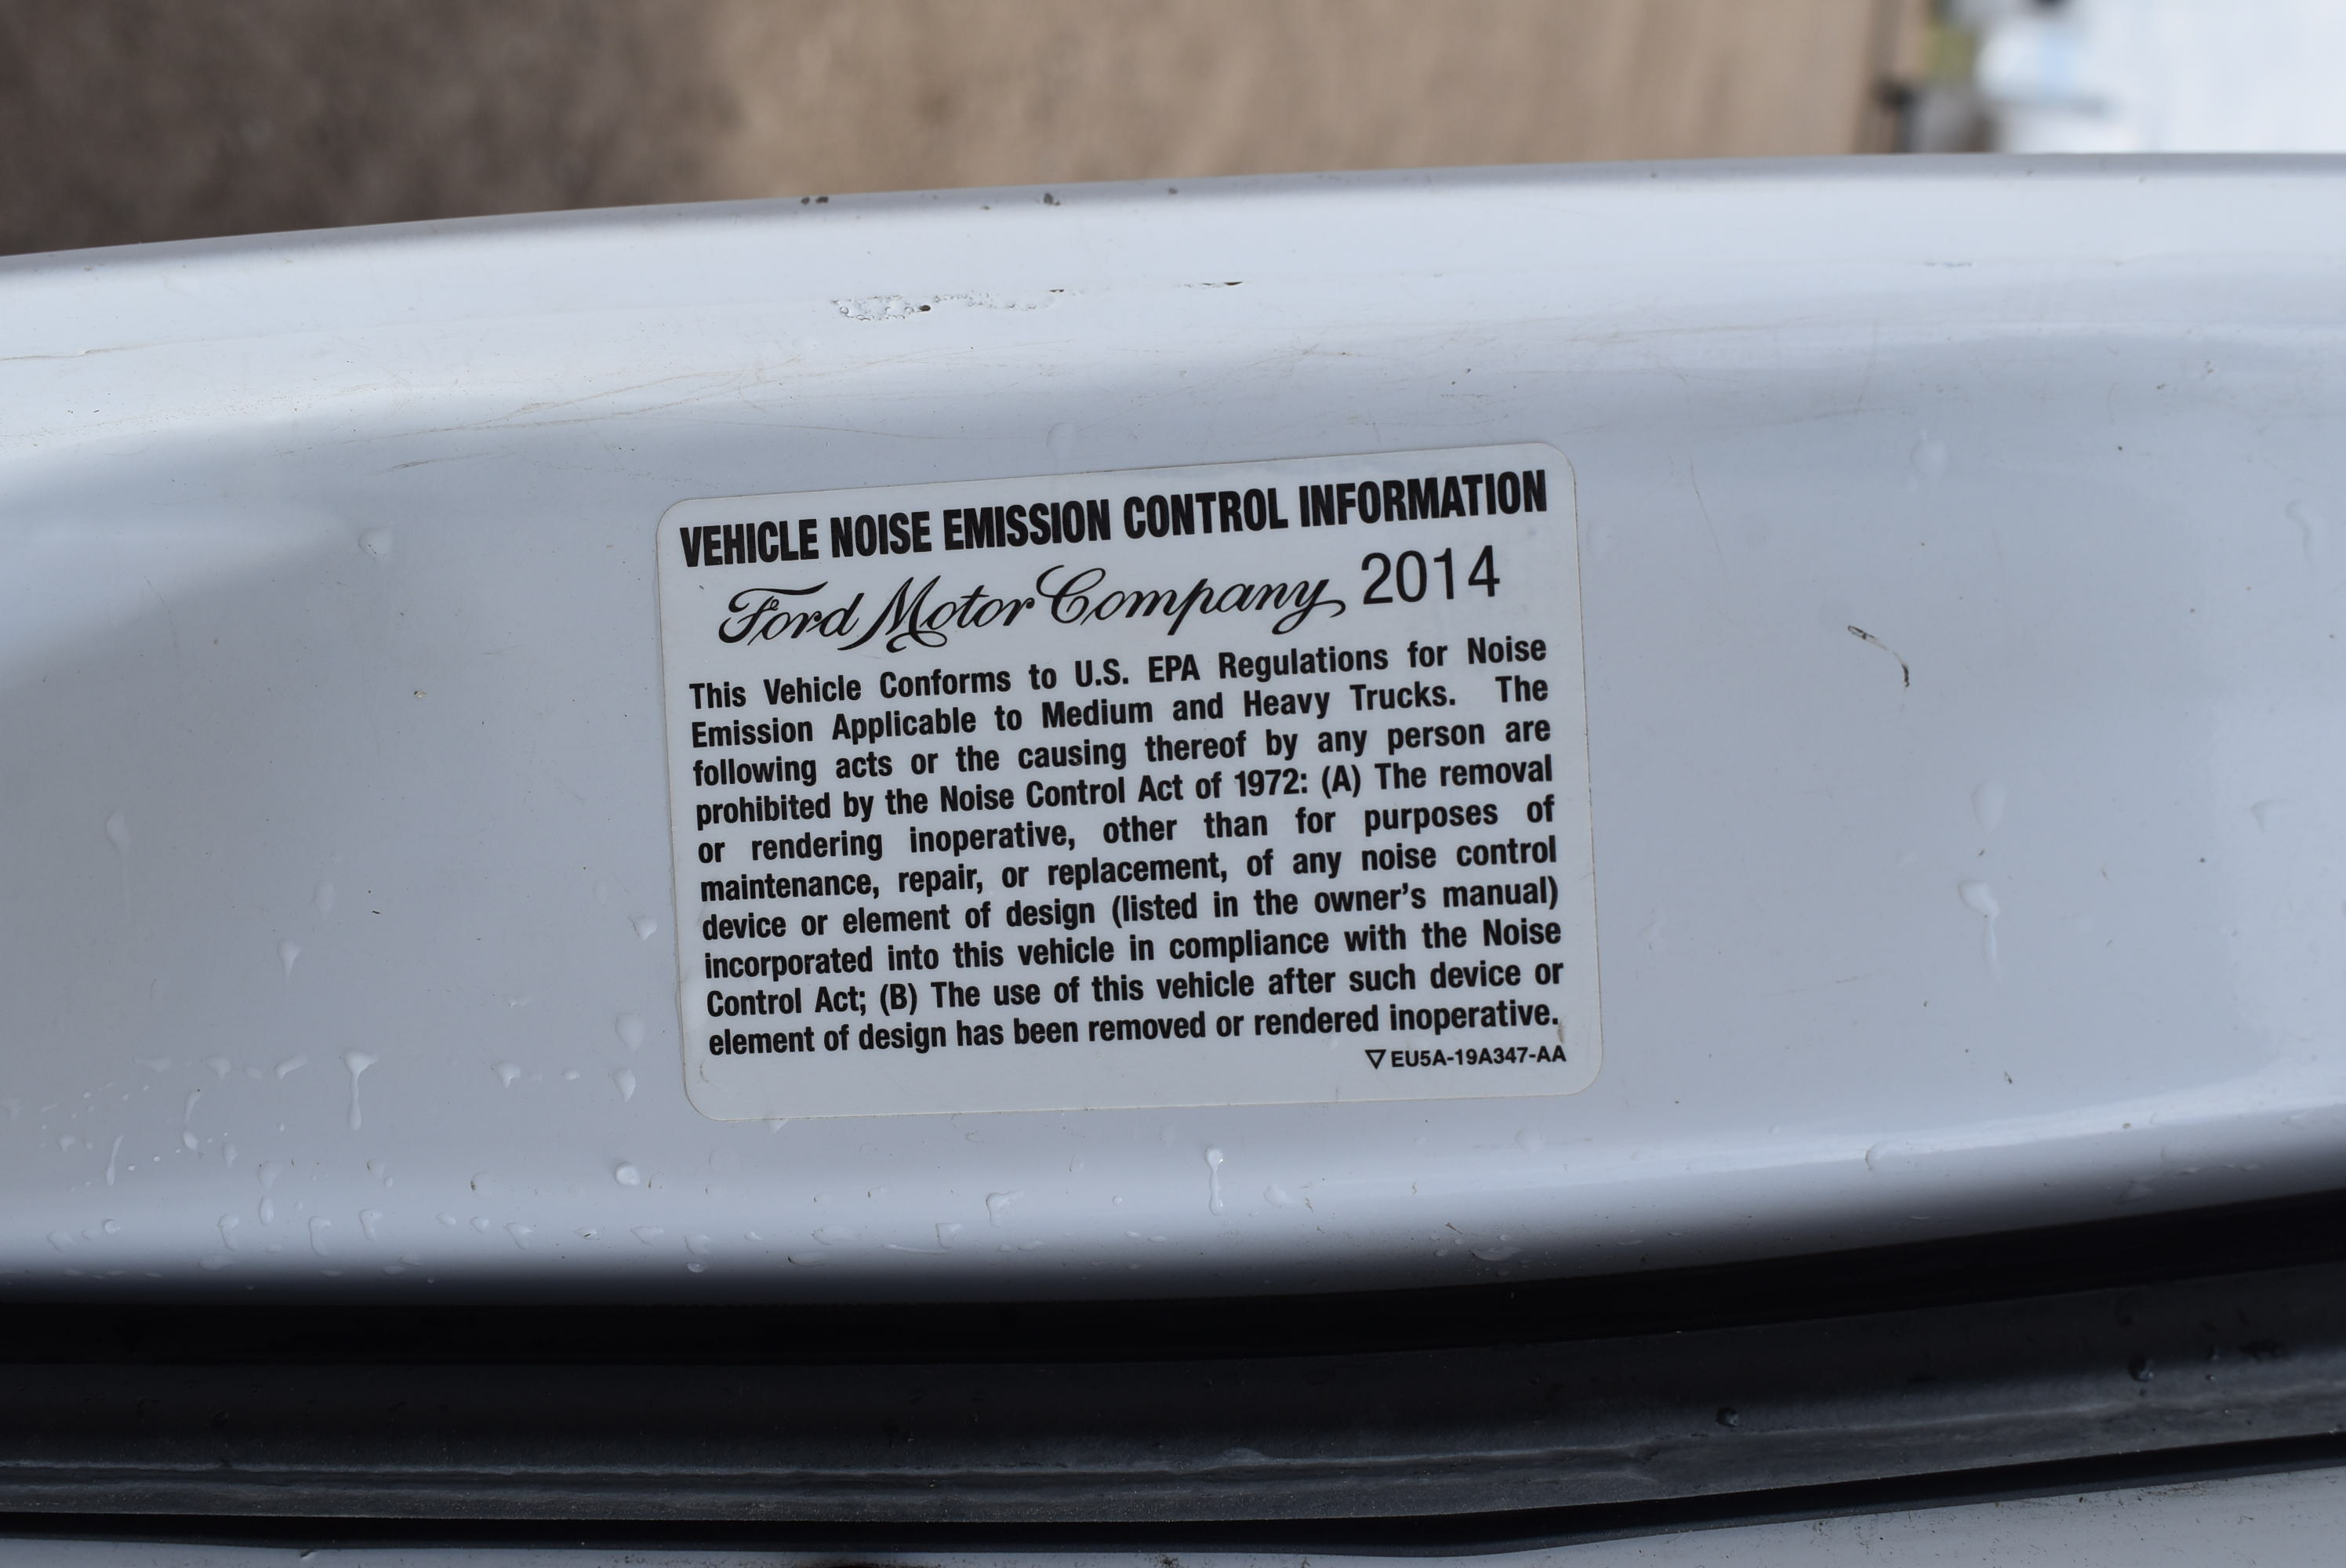 VEHICLE NOISE EMISSION CONTROL INFORMATION
Ford Motor Company 2014
This Vehicle Conforms to U.S. EPA Regulations for Noise
Emission Applicable to Medium and Heavy Trucks. The
following acts or the causing thereof by any person are
prohibited by the Noise Control Act of 1972: (A) The removal
or rendering inoperative, other than for purposes of
maintenance, repair, or replacement, of any noise control
device or element of design (listed in the owner's manual)
incorporated into this vehicle in compliance with the Noise
Control Act; (B) The use of this vehicle after such device or
element of design has been removed or rendered inoperative.
▽ EU5A-19A347-AA